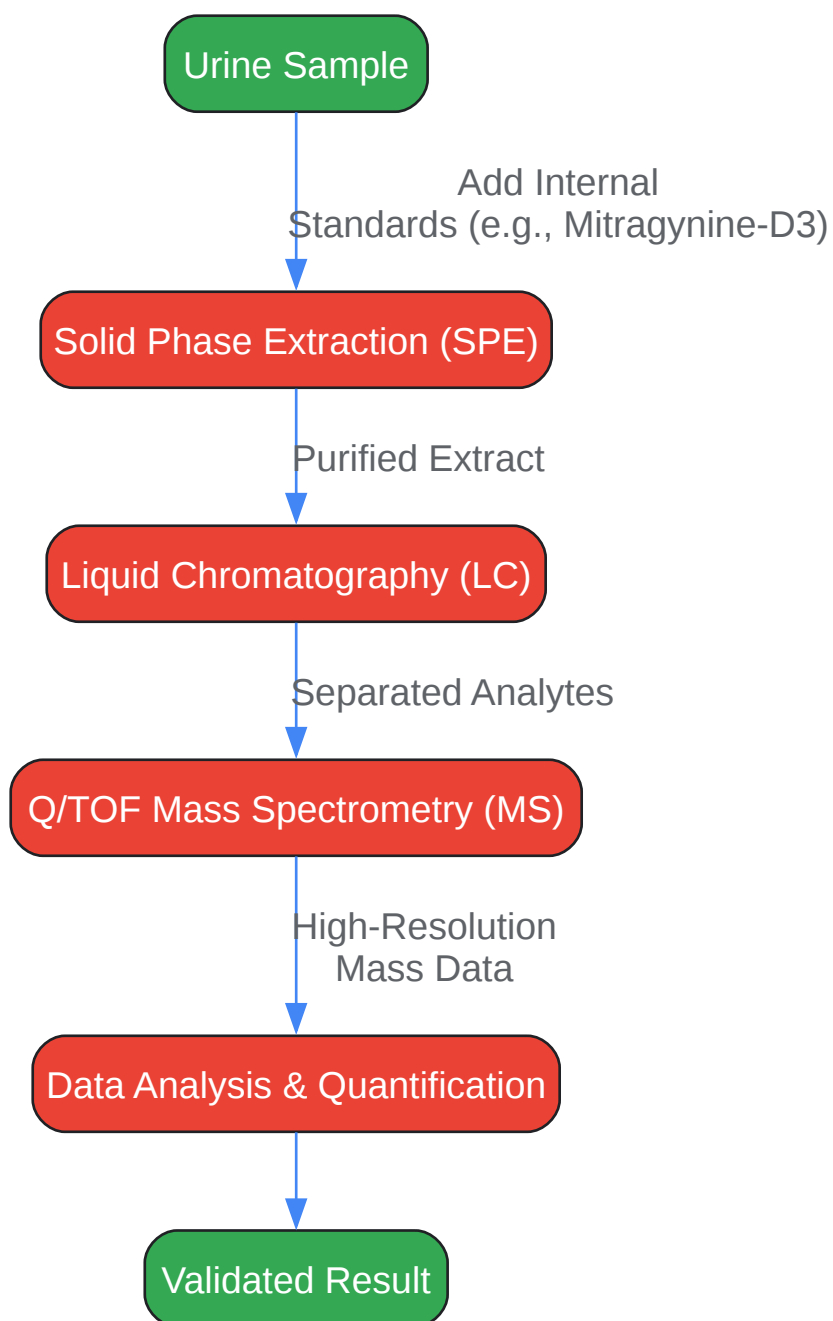 Urine Sample
Add Internal
Standards (e.g., Mitragynine-D3)
Solid Phase Extraction (SPE)
Purified Extract
Liquid Chromatography (LC)
Separated Analytes
Q/TOF Mass Spectrometry (MS)
High-Resolution
Mass Data
Data Analysis & Quantification
Validated Result